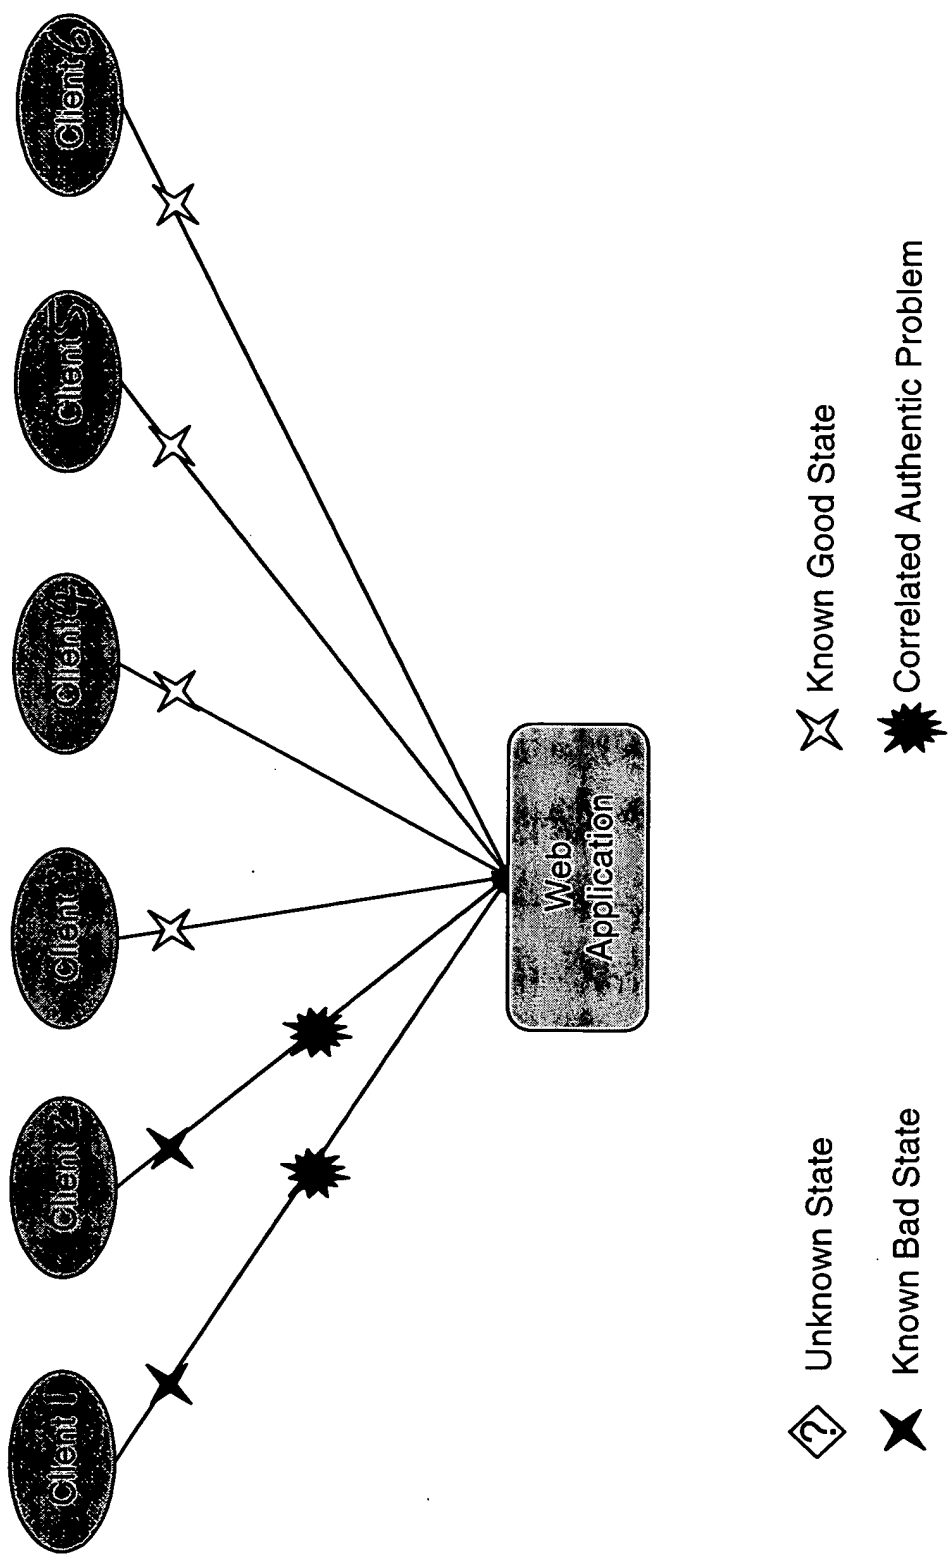 Client 1
Client 2
Client 3
Client 4
Client 5
Client 6
Web
Application
? Unknown State
Known Good State
Known Bad State
Correlated Authentic Problem